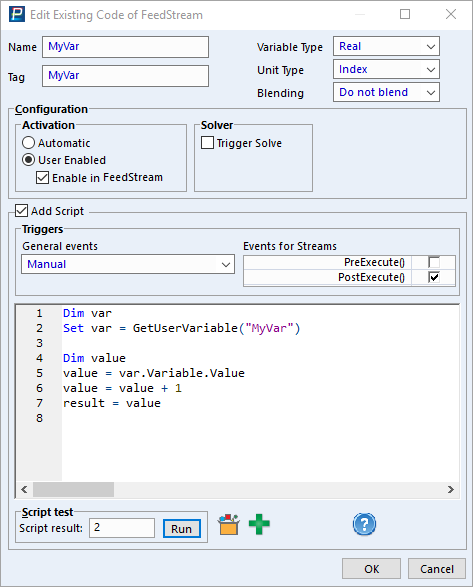 Edit Existing Code of FeedStream
Name MyVar Variable Type Real
Unit Type Index
Tag MyVar Blending Do not blend
Configuration
Activation Solver
Automatic Trigger Solve
User Enabled
Enable in FeedStream
Add Script
Triggers
General events Events for Streams
Manual PreExecute()
PostExecute()
1 Dim var
2 Set var = GetUserVariable("MyVar")
3
4 Dim value
5 value = var.Variable.Value
6 value = value + 1
7 result = value
8
Script test
Script result: 2 Run
OK Cancel